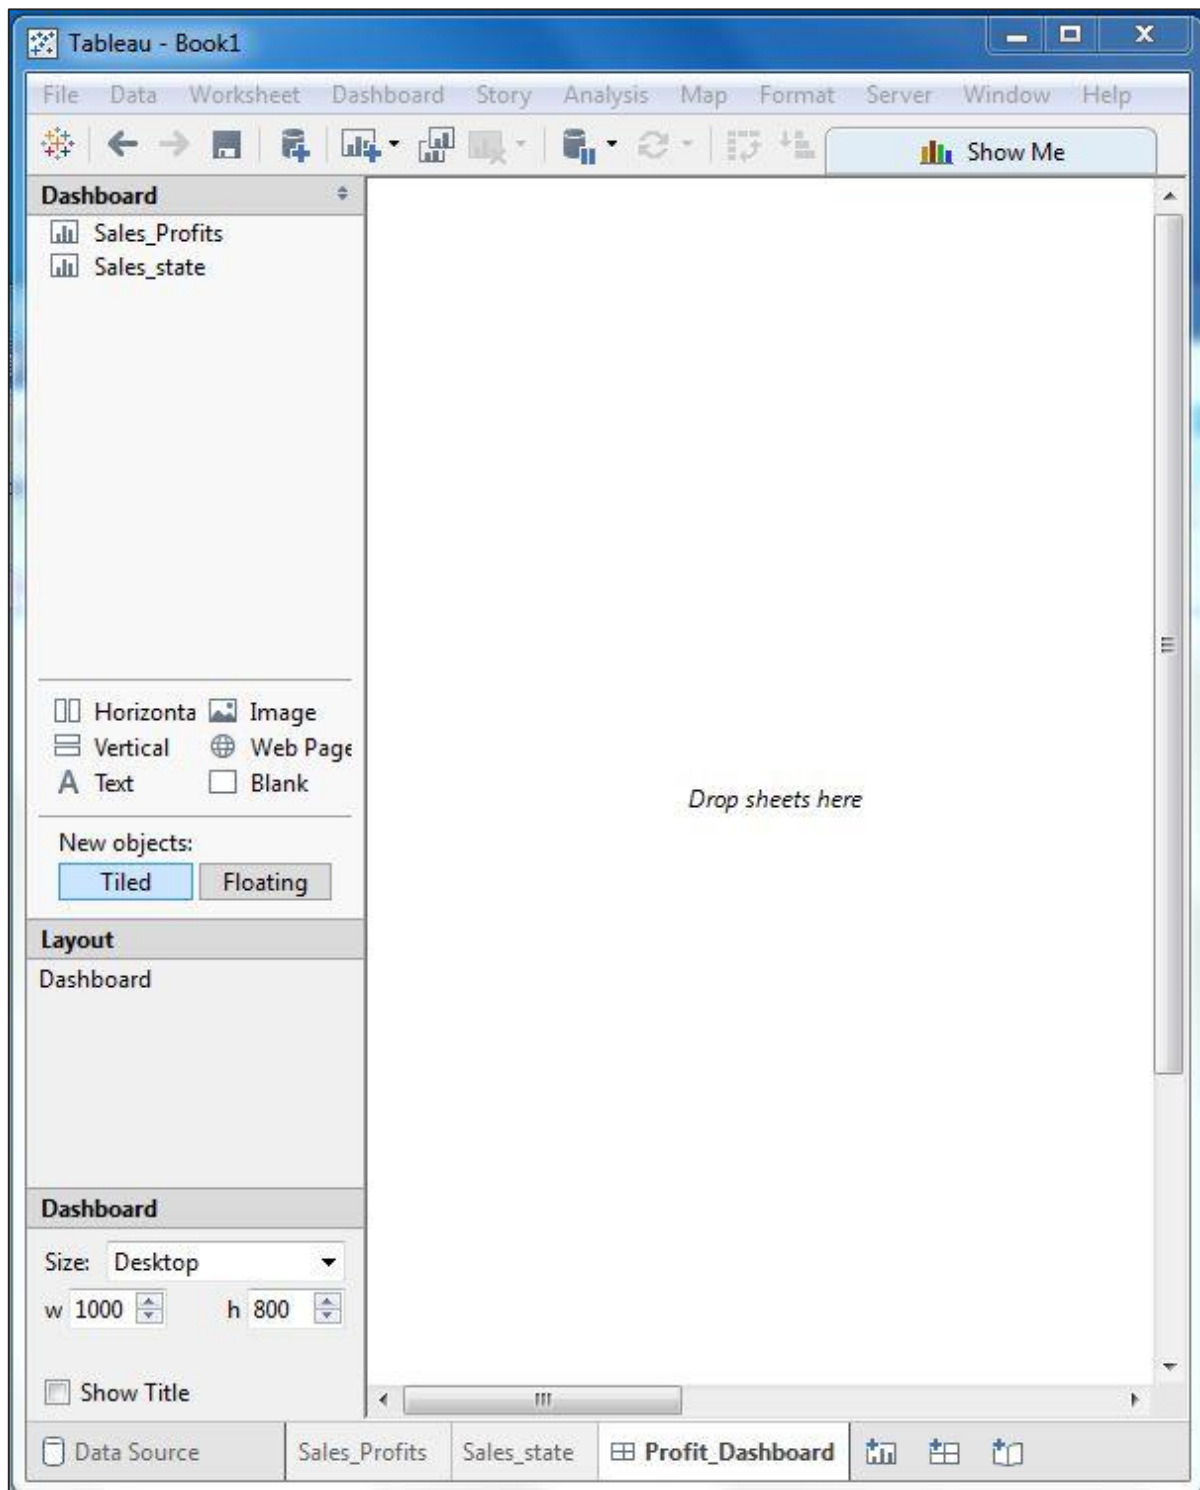 Tableau - Book1
File Data Worksheet Dashboard Story Analysis Map Format Server Window Help
Show Me
Dashboard
Sales_Profits
Sales_state
Horizonta Image
Vertical Web Page
A Text Blank
New objects:
Tiled Floating
Layout
Dashboard
Drop sheets here
Dashboard
Size: Desktop
w 1000 h 800
Show Title
Data Source Sales_Profits Sales_state Profit_Dashboard